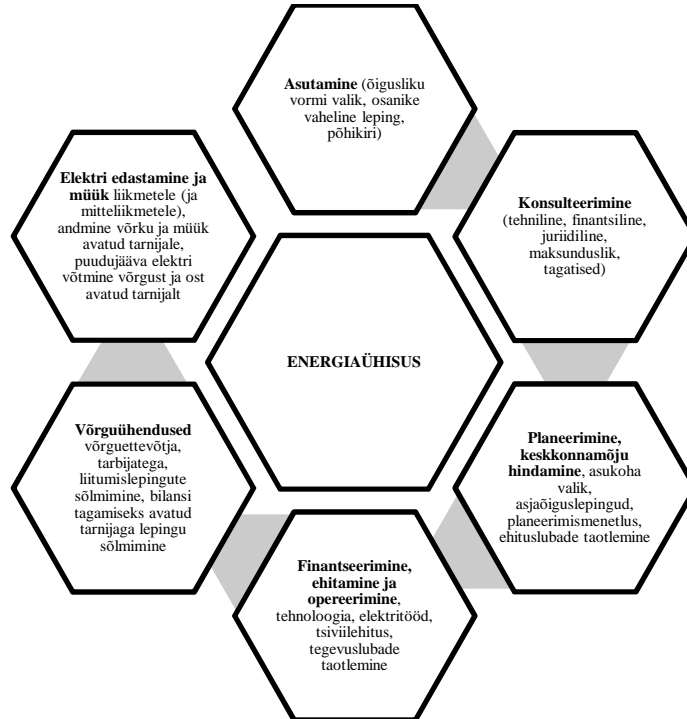 Asutamine (õigusliku
vormi valik, osanike
vaheline leping,
põhikiri)
Konsulteerimine
(tehniline, finantsiline,
juriidiline,
maksunduslik,
tagatised)
Planeerimine,
keskkonnamõju
hindamine, asukoha
valik,
asjaõiguslepingud,
planeerimismenetlus,
ehituslubade taotlemine
Finantseerimine,
ehitamine ja
opereerimine,
tehnoloogia, elektritööd,
tsiviilehitus,
tegevuslubade
taotlemine
Võrguühendused
võrguettevõtja,
tarbijatega,
liitumislepingute
sõlmimine, bilansi
tagamiseks avatud
tarnijaga lepingu
sõlmimine
Elektri edastamine ja
müük liikmetele (ja
mitteliikmetele),
andmine võrku ja müük
avatud tarnijale,
puudujääva elektri
võtmine võrgust ja ost
avatud tarnijalt
ENERGIAÜHISUS